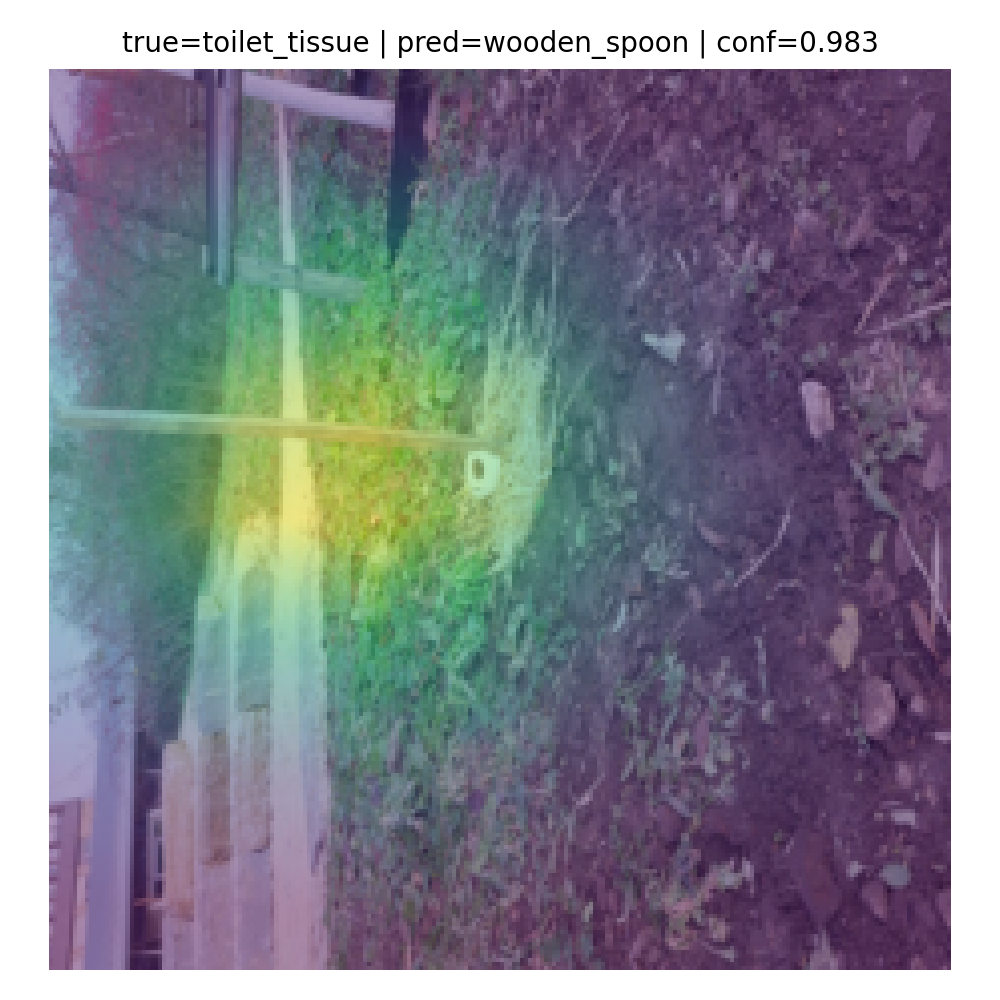 true=toilet_tissue | pred=wooden_spoon | conf=0.983